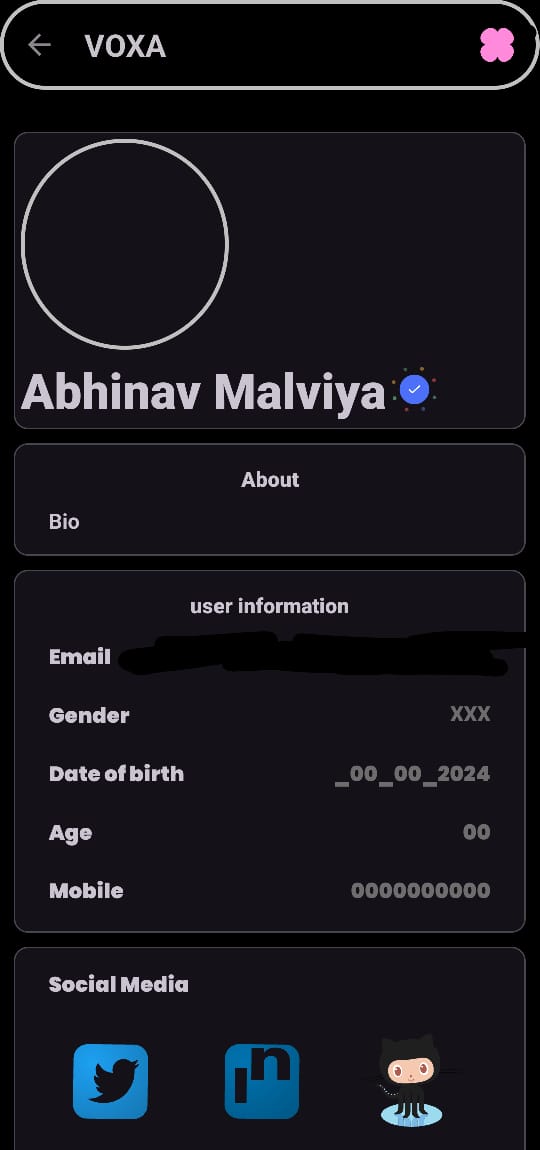 VOXA
Abhinav Malviya
About
Bio
user information
Email
Gender XXX
Date of birth _00_00_2024
Age 00
Mobile 0000000000
Social Media
in